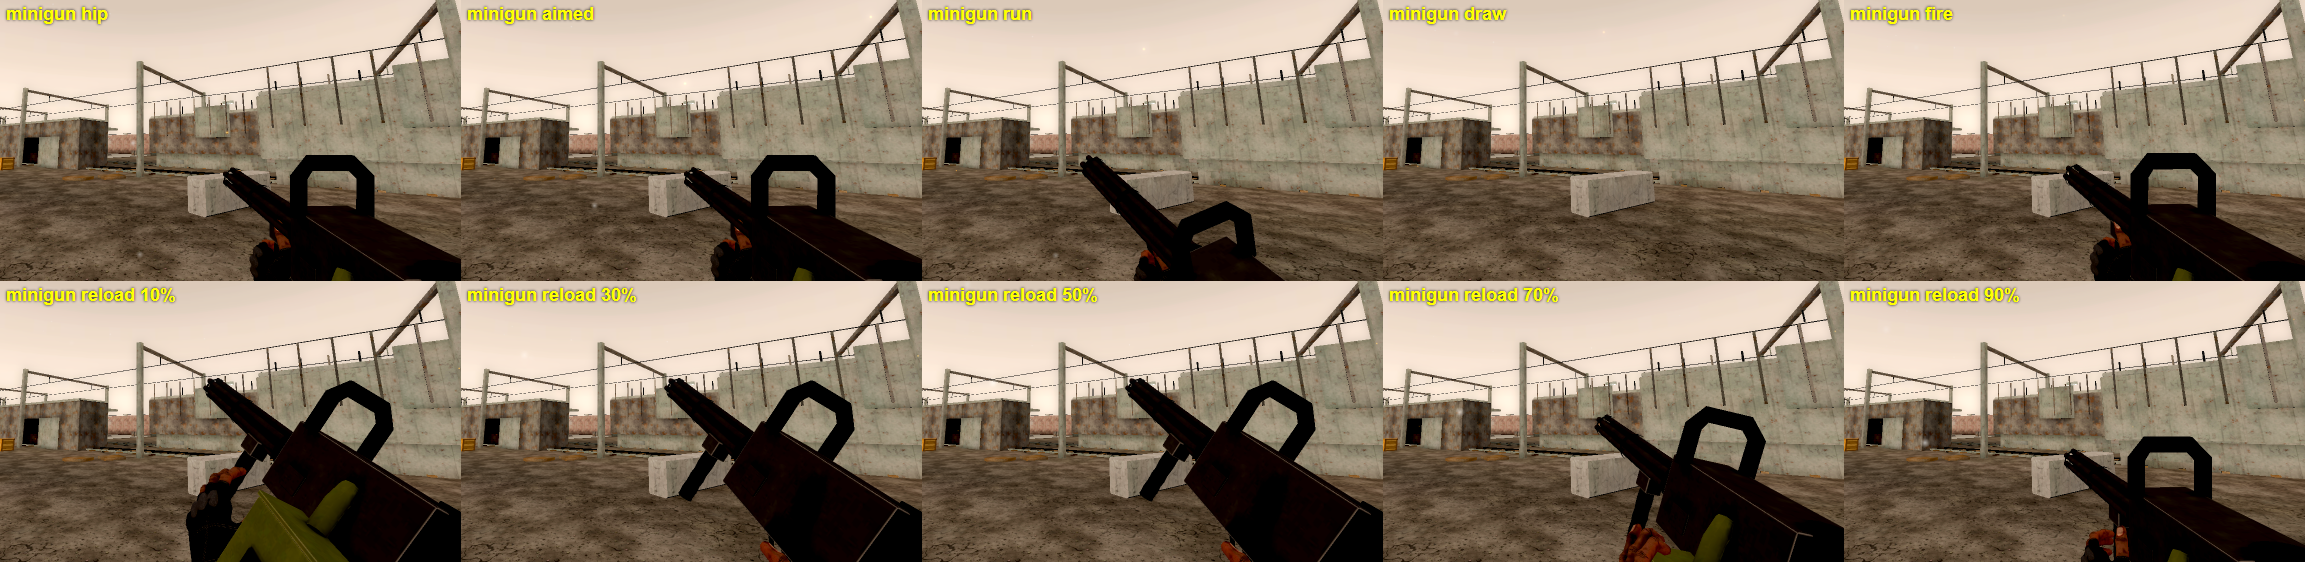 minigun hip
minigun aimed
minigun run
minigun draw
minigun fire
minigun reload 10%
minigun reload 30%
minigun reload 50%
minigun reload 70%
minigun reload 90%